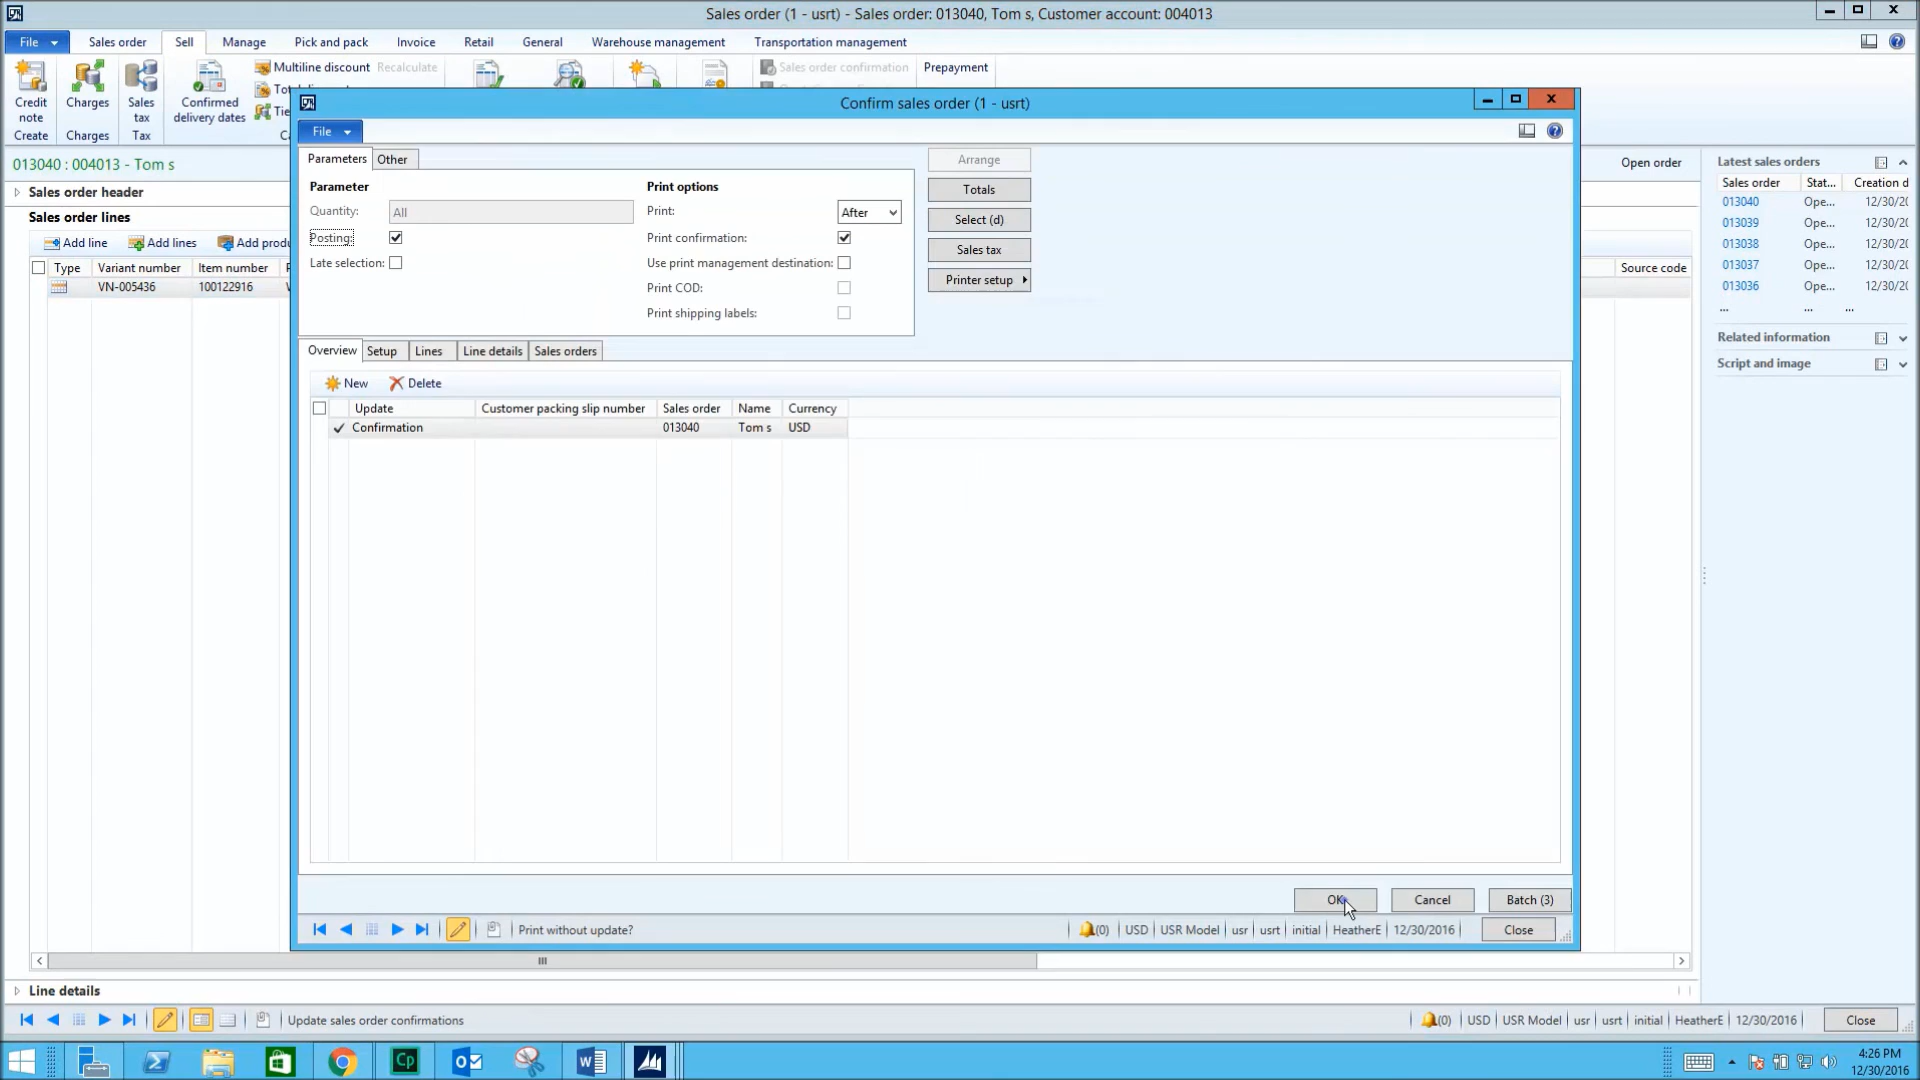 Sales order (1 - usrt) - Sales order: 013040, Tom s, Customer account: 004013
File
Sales order
Sell
Manage
Pick and pack
Invoice
Retail
General
Warehouse management
Transportation management
Credit note
Create
Charges
Charges
Sales tax
Tax
Confirmed delivery dates
Multiline discount
Recalculate
Sales order confirmation
Prepayment
013040 : 004013 - Tom s
Open order
Sales order header
Sales order lines
Add line
Add lines
Add produ
Type
Variant number
Item number
Source code
VN-005436
100122916
Confirm sales order (1 - usrt)
File
Parameters
Other
Parameter
Quantity:
All
Posting:
Late selection:
Print options
Print:
After
Print confirmation:
Use print management destination:
Print COD:
Print shipping labels:
Arrange
Totals
Select (d)
Sales tax
Printer setup
Overview
Setup
Lines
Line details
Sales orders
New
Delete
Update
Customer packing slip number
Sales order
Name
Currency
Confirmation
013040
Tom s
USD
OK
Cancel
Batch (3)
Print without update?
(0)
USD
USR Model
usr
usrt
initial
HeatherE
12/30/2016
Close
Latest sales orders
Sales order
Stat...
Creation d
013040
Ope...
12/30/20
013039
Ope...
12/30/20
013038
Ope...
12/30/20
013037
Ope...
12/30/20
013036
Ope...
12/30/20
...
...
...
Related information
Script and image
Line details
Update sales order confirmations
(0)
USD
USR Model
usr
usrt
initial
HeatherE
12/30/2016
Close
4:26 PM
12/30/2016